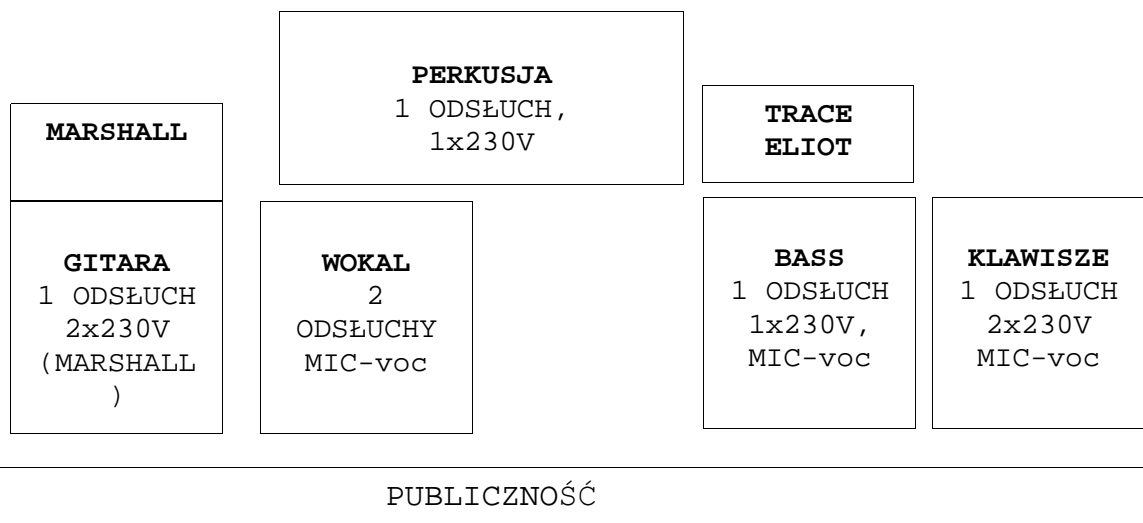 PERKUSJA
1 ODSŁUCH,
1x230V
MARSHALL
TRACE
ELIOT
GITARA
1 ODSŁUCH
2x230V
(MARSHALL
)
WOKAL
2
ODSŁUCHY
MIC-voc
BASS
1 ODSŁUCH
1x230V,
MIC-voc
KLAWISZE
1 ODSŁUCH
2x230V
MIC-voc
PUBLICZNOŚĆ